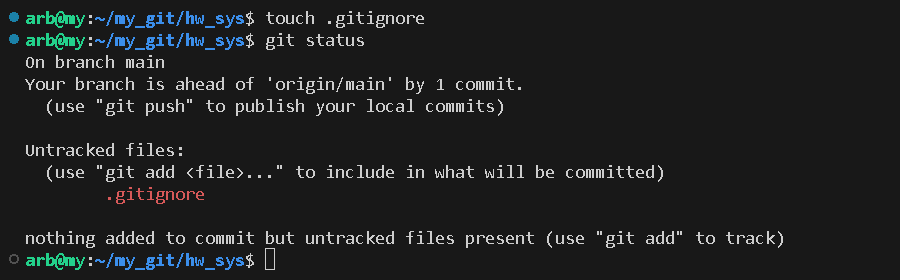 arb@my:~/my_git/hw_sys$ touch .gitignore
arb@my:~/my_git/hw_sys$ git status
On branch main
Your branch is ahead of 'origin/main' by 1 commit.
  (use "git push" to publish your local commits)

Untracked files:
  (use "git add <file>..." to include in what will be committed)
        .gitignore

nothing added to commit but untracked files present (use "git add" to track)
arb@my:~/my_git/hw_sys$